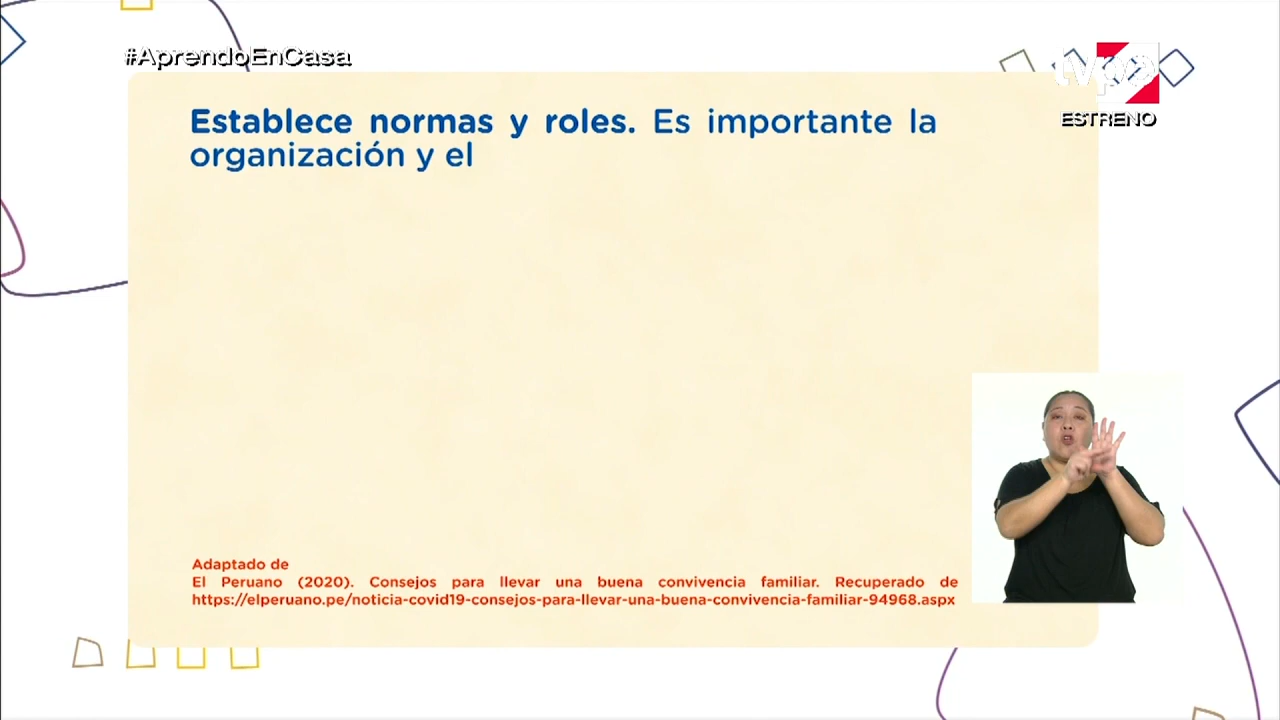 #AprendoEnCasa
tvpe
ESTRENO
Establece normas y roles. Es importante la
organización y el
Adaptado de
El Peruano (2020). Consejos para llevar una buena convivencia familiar. Recuperado de
https://elperuano.pe/noticia-covid19-consejos-para-llevar-una-buena-convivencia-familiar-94968.aspx